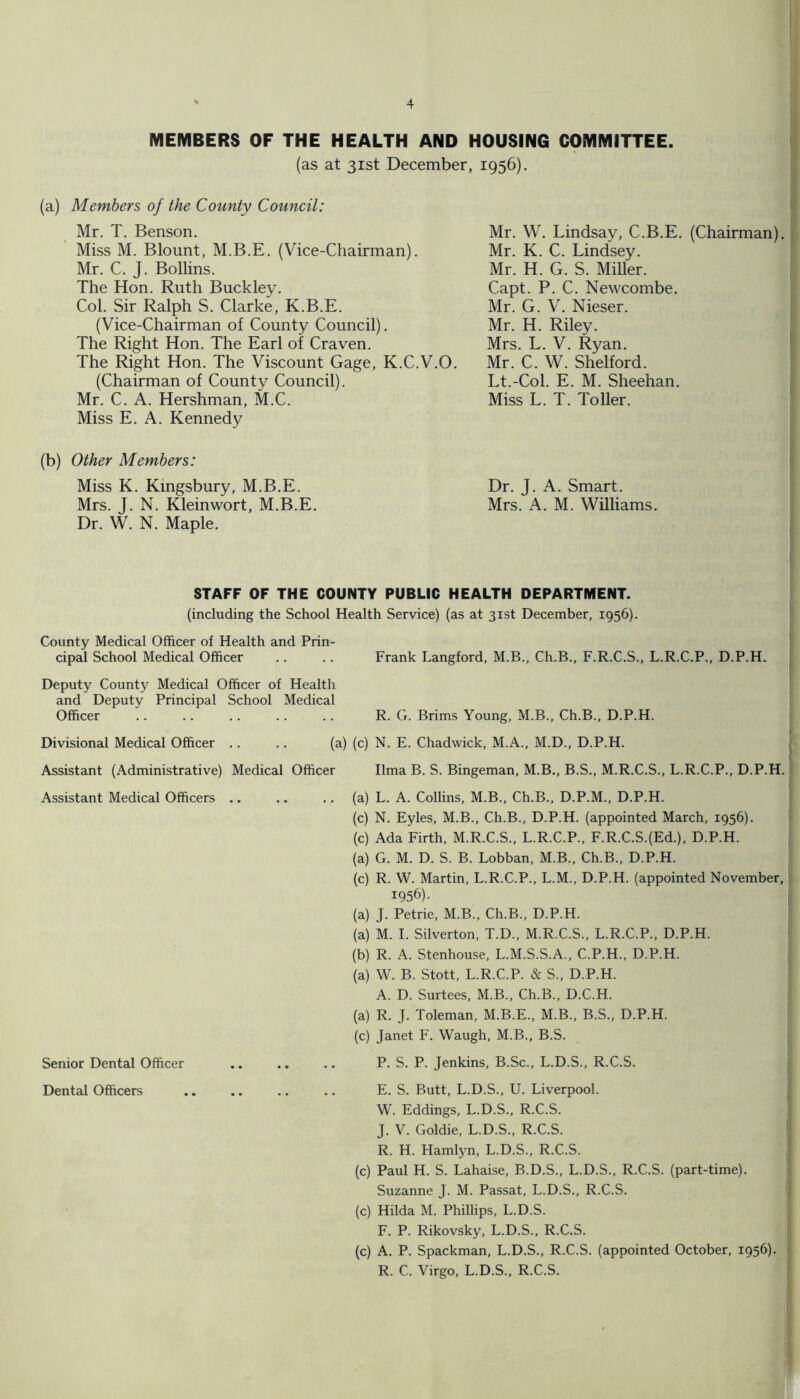 4
MEMBERS OF THE HEALTH AND HOUSING COMMITTEE.
(as at 31st December, 1956).
(a) Members of the County Council:
Mr. T. Benson.
Miss M. Blount, M.B.E. (Vice-Chairman).
Mr. C. J. Bollins.
The Hon. Ruth Buckley.
Col. Sir Ralph S. Clarke, K.B.E.
(Vice-Chairman of County Council).
The Right Hon. The Earl of Craven.
The Right Hon. The Viscount Gage, K.C.V.O.
(Chairman of County Council).
Mr. C. A. Hershman, M.C.
Miss E. A. Kennedy
Mr. W. Lindsay, C.B.E. (Chairman).
Mr. K. C. Lindsey.
Mr. H. G. S. Miller.
Capt. P. C. Newcombe.
Mr. G. V. Nieser.
Mr. H. Riley.
Mrs. L. V. Ryan.
Mr. C. W. Shelford.
Lt.-Col. E. M. Sheehan.
Miss L. T. Toller.
(b) Other Members:
Miss K. Kingsbury, M.B.E.
Mrs. J. N. Kleinwort, M.B.E.
Dr. W. N. Maple.
Dr. J. A. Smart.
Mrs. A. M. Williams.
STAFF OF THE COUNTY PUBLIC HEALTH DEPARTMENT.
(including the School Health Service) (as at 31st December, 1956).
County Medical Officer of Health and Prin-
cipal School Medical Officer .. .. Frank Langford, M.B., Ch.B., F.R.C.S., L.R.C.P., D.P.H.
Deputy County Medical Officer of Health
and Deputy Principal School Medical
Officer .. .. .. .. .. R. G. Brims Young, M.B., Ch.B., D.P.H.
Divisional Medical Officer .. .. (a) (c) N. E. Chadwick, M.A., M.D., D.P.H.
Assistant (Administrative) Medical Officer Ilma B. S. Bingeman, M.B., B.S., M.R.C.S., L.R.C.P., D.P.H.
Assistant Medical Officers .. .. .. (a) L. A. Collins, M.B., Ch.B., D.P.M., D.P.H.
(c) N. Eyles, M.B., Ch.B., D.P.H. (appointed March, 1956).
(c) Ada Firth, M.R.C.S., L.R.C.P., F.R.C.S.(Ed.), D.P.H.
(a) G. M. D. S. B. Lobban, M.B., Ch.B., D.P.H.
(c) R. W. Martin, L.R.C.P., L.M., D.P.H. (appointed November,
1956).
(a) J. Petrie, M.B., Ch.B., D.P.H.
(a) M. I. Silverton, T.D., M.R.C.S., L.R.C.P., D.P.H.
(b) R. A. Stenhouse, L.M.S.S.A., C.P.H., D.P.H.
(a) W. B. Stott, L.R.C.P. & S., D.P.H.
A. D. Surtees, M.B., Ch.B., D.C.H.
(a) R. J. Toleman, M.B.E., M.B., B.S., D.P.H.
(c) Janet F. Waugh, M.B., B.S.
Senior Dental Officer .. .. .. P. S. P. Jenkins, B.Sc., L.D.S., R.C.S.
Dental Officers .. .. .. .. E. S. Butt, L.D.S., U. Liverpool.
W. Eddings, L.D.S., R.C.S.
J. V. Goldie, L.D.S., R.C.S.
R. H. Hamlyn, L.D.S., R.C.S.
(c) Paul H. S. Lahaise, B.D.S., L.D.S., R.C.S. (part-time).
Suzanne J. M. Passat, L.D.S., R.C.S.
(c) Hilda M. Phillips, L.D.S.
F. P. Rikovsky, L.D.S., R.C.S.
(c) A. P. Spackman, L.D.S., R.C.S. (appointed October, 1956).
R. C. Virgo, L.D.S., R.C.S.